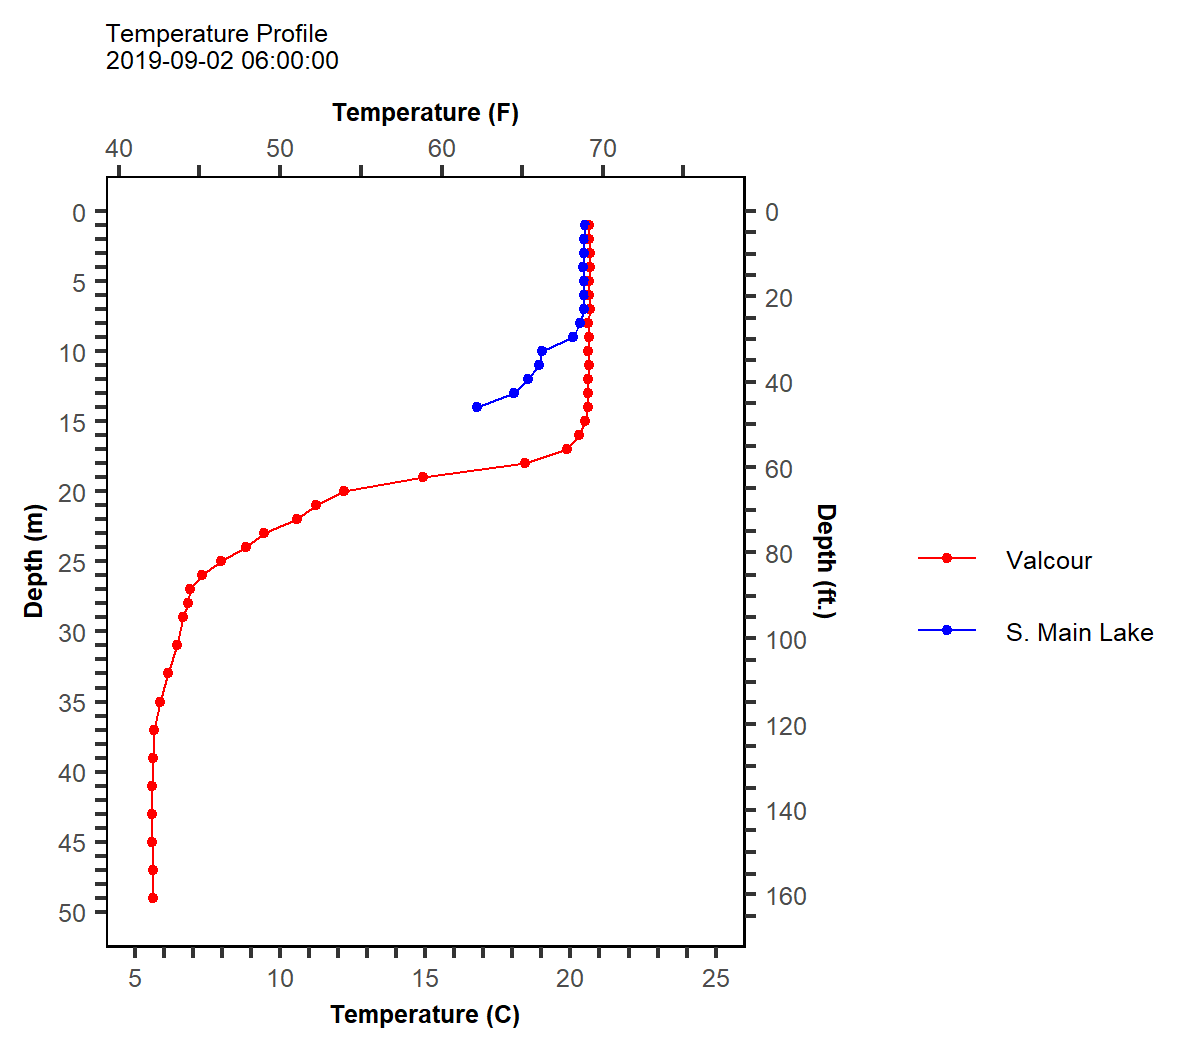 Temperature Profile
2019-09-02 06:00:00
Temperature (F)
40 50 60 70
0
5
10
15
20
25
30
35
40
45
50
Depth (m)
0
20
40
60
80
100
120
140
160
Depth (ft.)
5 10 15 20 25
Temperature (C)
Valcour
S. Main Lake